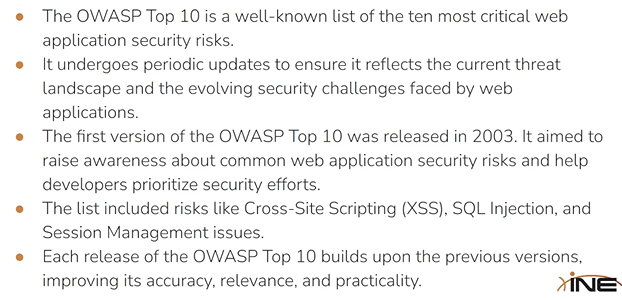 ● The OWASP Top 10 is a well-known list of the ten most critical web
application security risks.
● It undergoes periodic updates to ensure it reflects the current threat
landscape and the evolving security challenges faced by web
applications.
● The first version of the OWASP Top 10 was released in 2003. It aimed to
raise awareness about common web application security risks and help
developers prioritize security efforts.
● The list included risks like Cross-Site Scripting (XSS), SQL Injection, and
Session Management issues.
● Each release of the OWASP Top 10 builds upon the previous versions,
improving its accuracy, relevance, and practicality.
INE